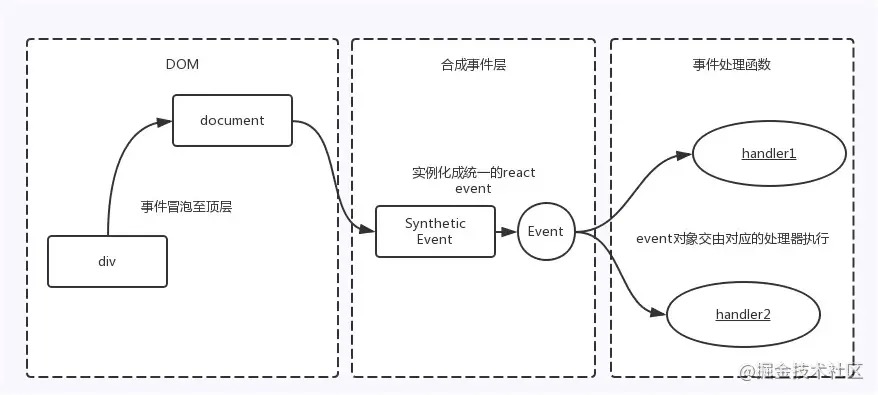 DOM
document
事件冒泡至顶层
div
合成事件层
实例化成统一的react
event
Synthetic
Event
Event
事件处理函数
handler1
event对象交由对应的处理器执行
handler2
@掘金技术社区